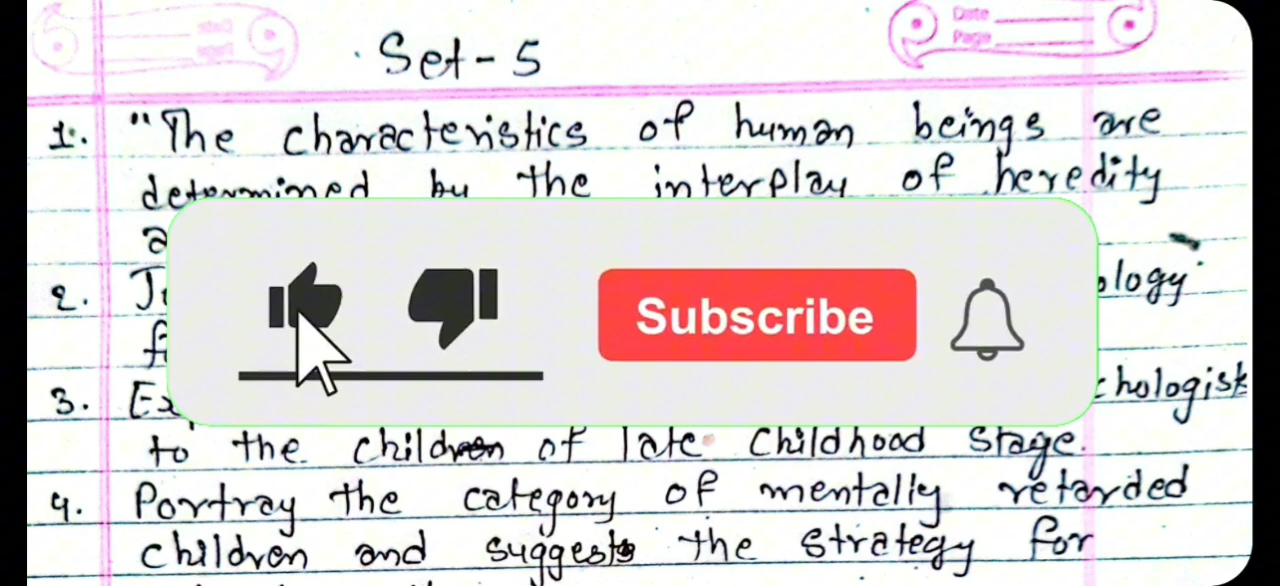 Date
Page
Set-5
1. "The characteristics of human beings are
determined by the interplay of heredity
2. ology
Subscribe
3. chologist
to the children of late Childhood Stage.
4. Portray the category of mentally retarded
children and suggests the strategy for